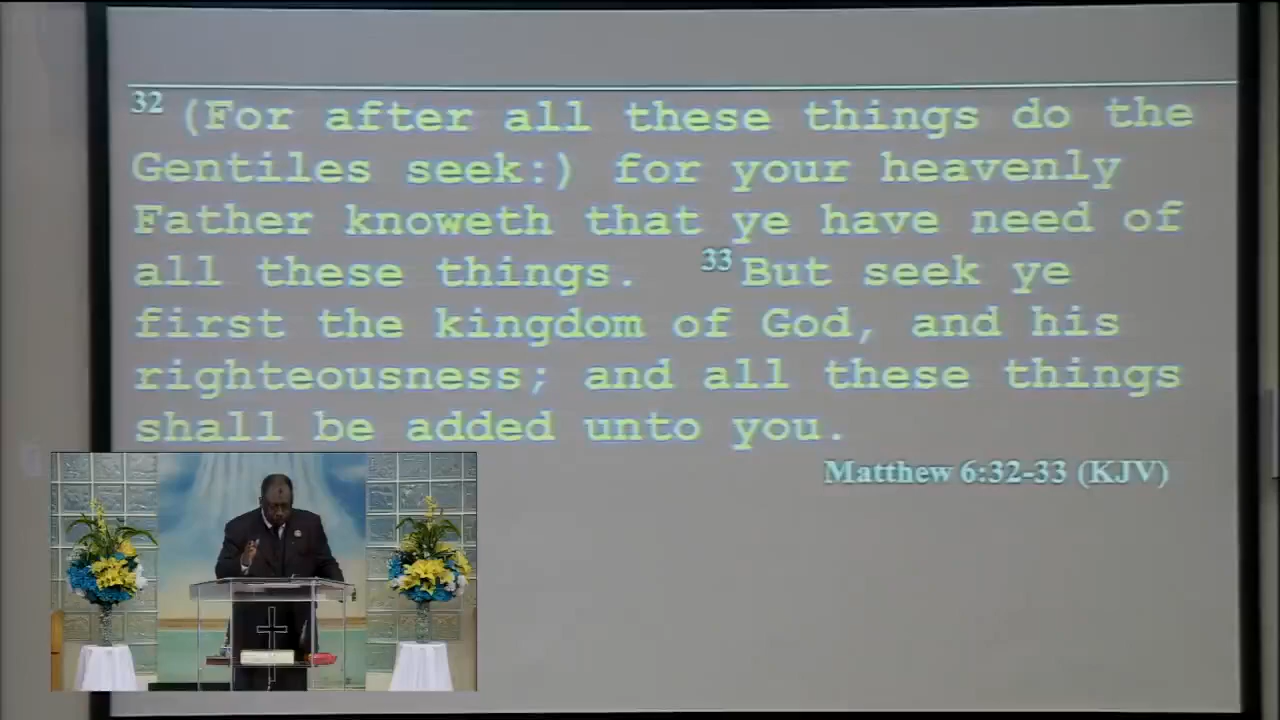 32 (For after all these things do the
Gentiles seek:) for your heavenly
Father knoweth that ye have need of
all these things. 33 But seek ye
first the kingdom of God, and his
righteousness; and all these things
shall be added unto you.
Matthew 6:32-33 (KJV)